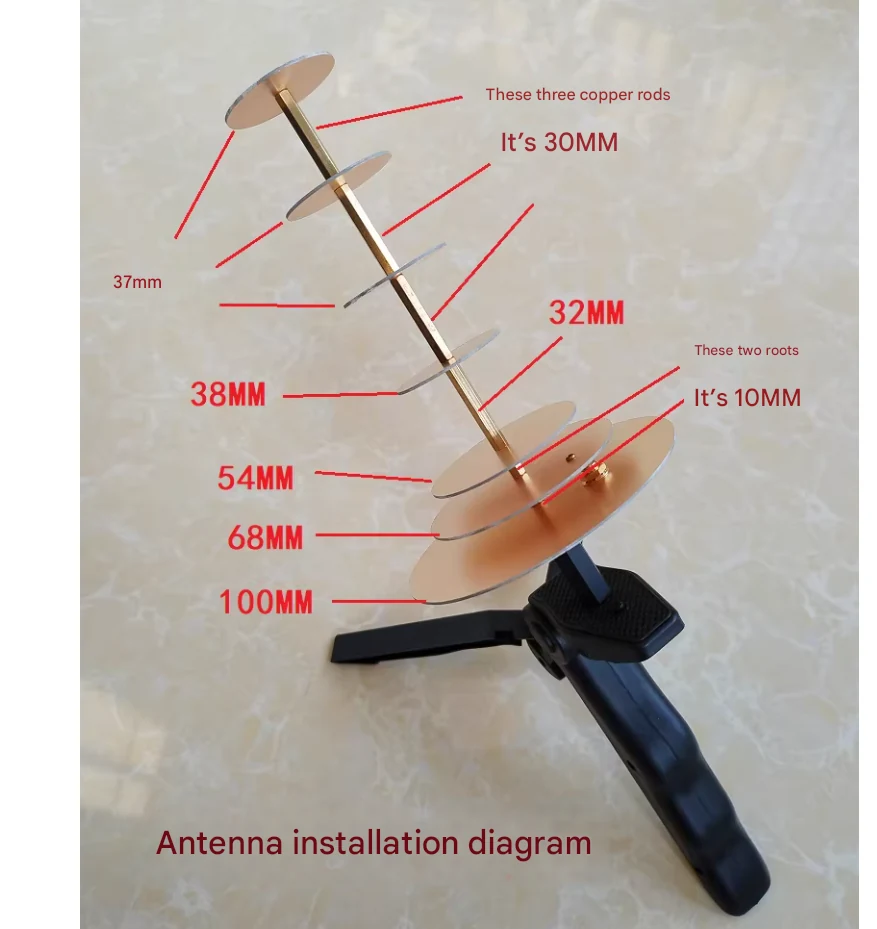 These three copper rods
It's 30MM
37mm
32MM
These two roots
38MM
It's 10MM
54MM
68MM
100MM
Antenna installation diagram